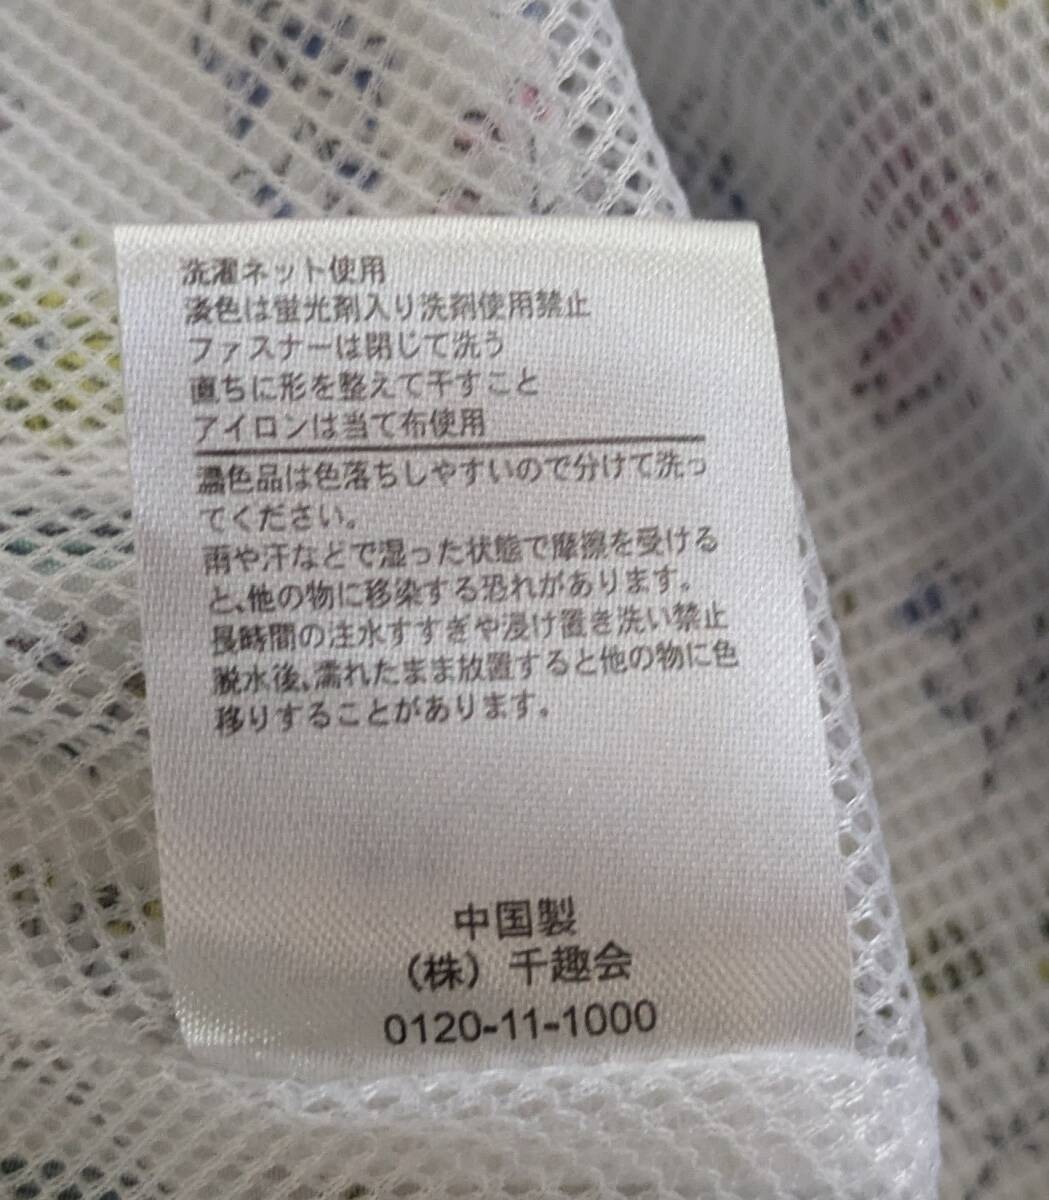 洗濯ネット使用
淡色は蛍光剤入り洗剤使用禁止
ファスナーは閉じて洗う
直ちに形を整えて干すこと
アイロンは当て布使用
濃色品は色落ちしやすいので分けて洗っ
てください。
雨や汗などで湿った状態で摩擦を受ける
と、他の物に移染する恐れがあります。
長時間の注水すすぎや浸け置き洗い禁止
脱水後、濡れたまま放置すると他の物に色
移りすることがあります。
中国製
（株）千趣会
0120-11-1000